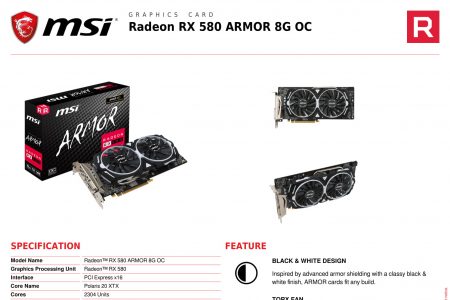 msi
GRAPHICS CARD
Radeon RX 580 ARMOR 8G OC
R
msi
ARMOR
RADEON
SPECIFICATION
Model Name Radeon™ RX 580 ARMOR 8G OC
Graphics Processing Unit Radeon™ RX 580
Interface PCI Express x16
Core Name Polaris 20 XTX
Cores 2304 Units
FEATURE
BLACK & WHITE DESIGN
Inspired by advanced armor shielding with a classy black &
white finish, ARMOR cards fit any build.
TORX FAN